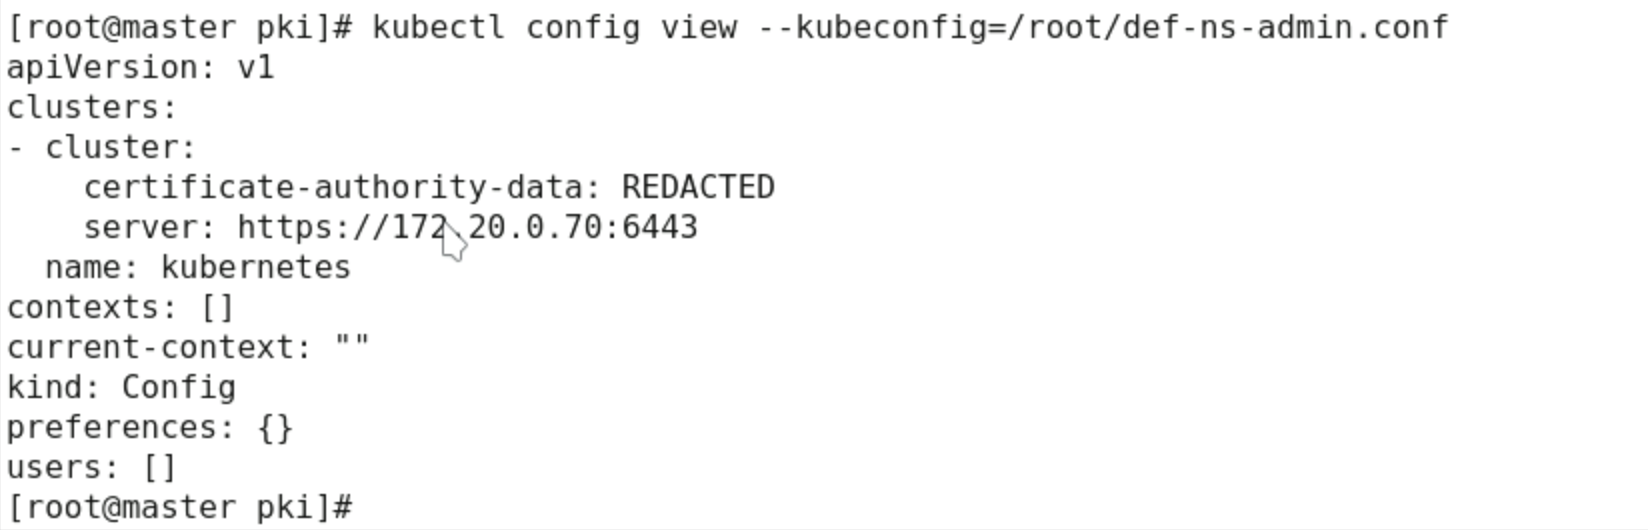 [root@master pki]# kubectl config view --kubeconfig=/root/def-ns-admin.conf
apiVersion: v1
clusters:
- cluster:
    certificate-authority-data: REDACTED
    server: https://172.20.0.70:6443
  name: kubernetes
contexts: []
current-context: ""
kind: Config
preferences: {}
users: []
[root@master pki]#